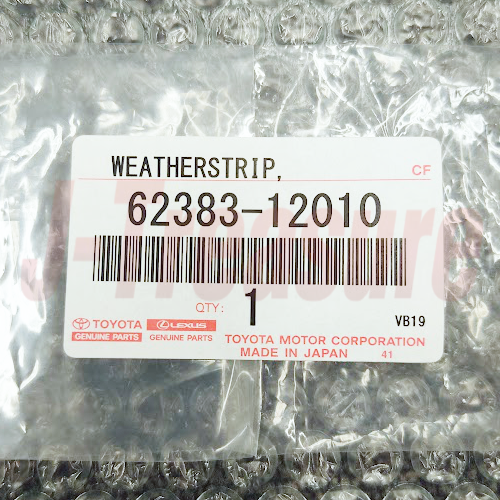 WEATHERSTRIP,
CF
62383-12010
QTY: 1
VB19
TOYOTA
GENUINE PARTS
LEXUS
GENUINE PARTS
TOYOTA MOTOR CORPORATION
MADE IN JAPAN 41
J-Treasure